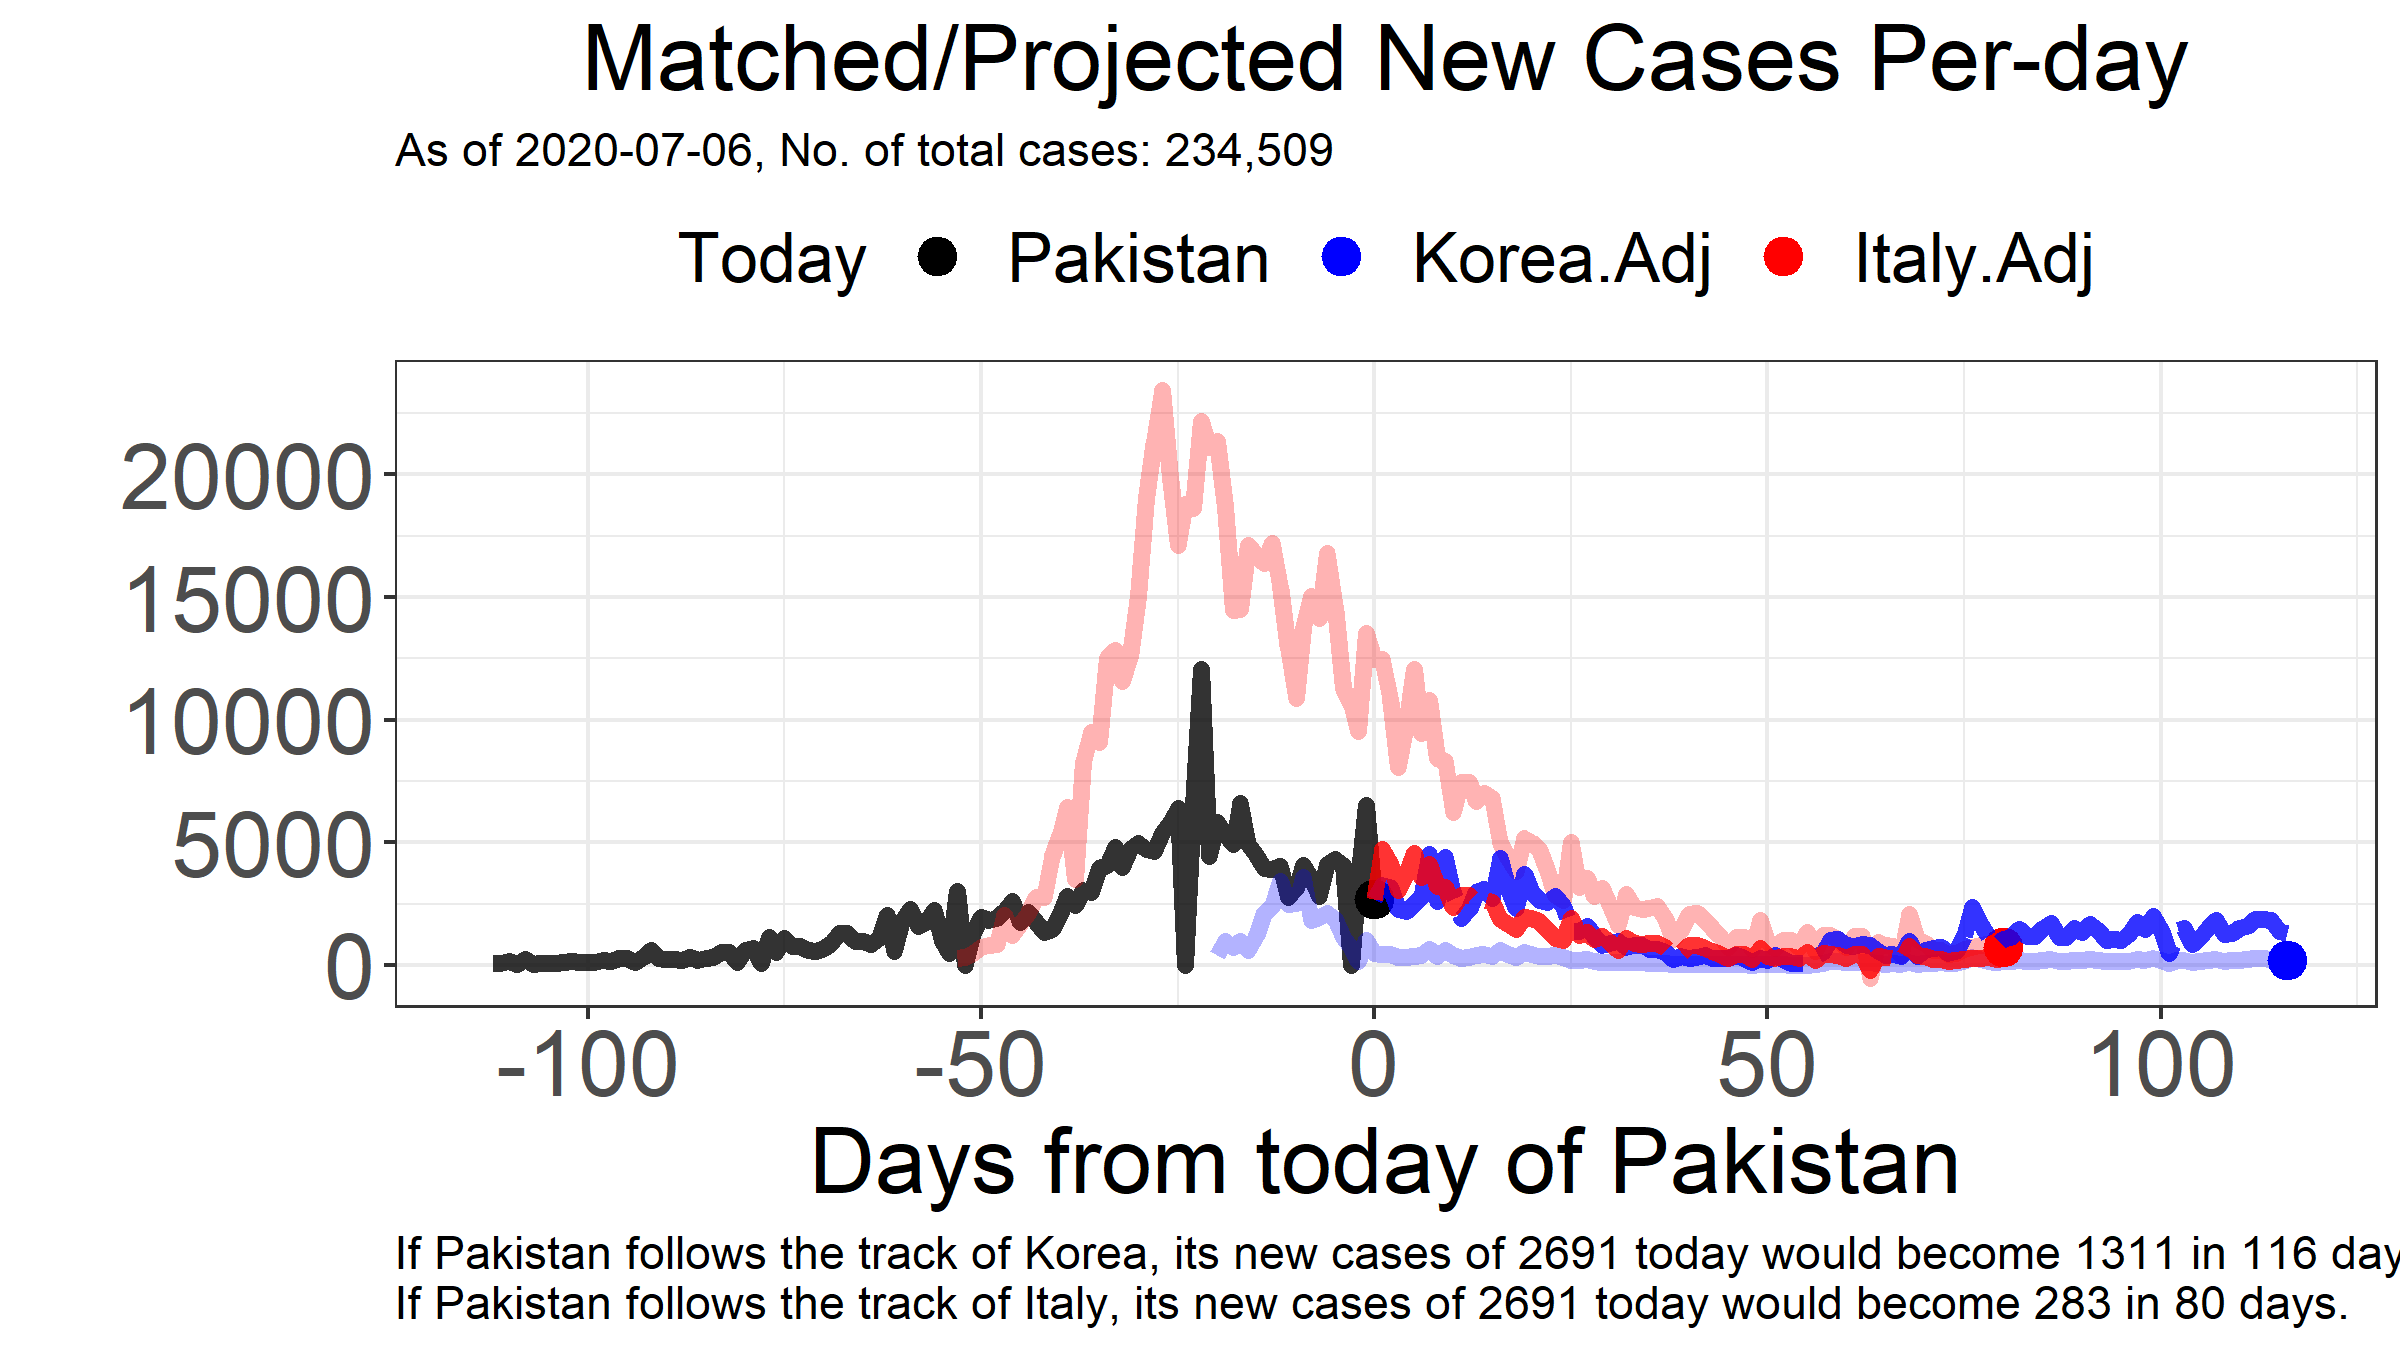 Matched/Projected New Cases Per-day
As of 2020-07-06, No. of total cases: 234,509
Today Pakistan Korea.Adj Italy.Adj
20000
15000
10000
5000
0
-100 -50 0 50 100
Days from today of Pakistan
If Pakistan follows the track of Korea, its new cases of 2691 today would become 1311 in 116 day
If Pakistan follows the track of Italy, its new cases of 2691 today would become 283 in 80 days.